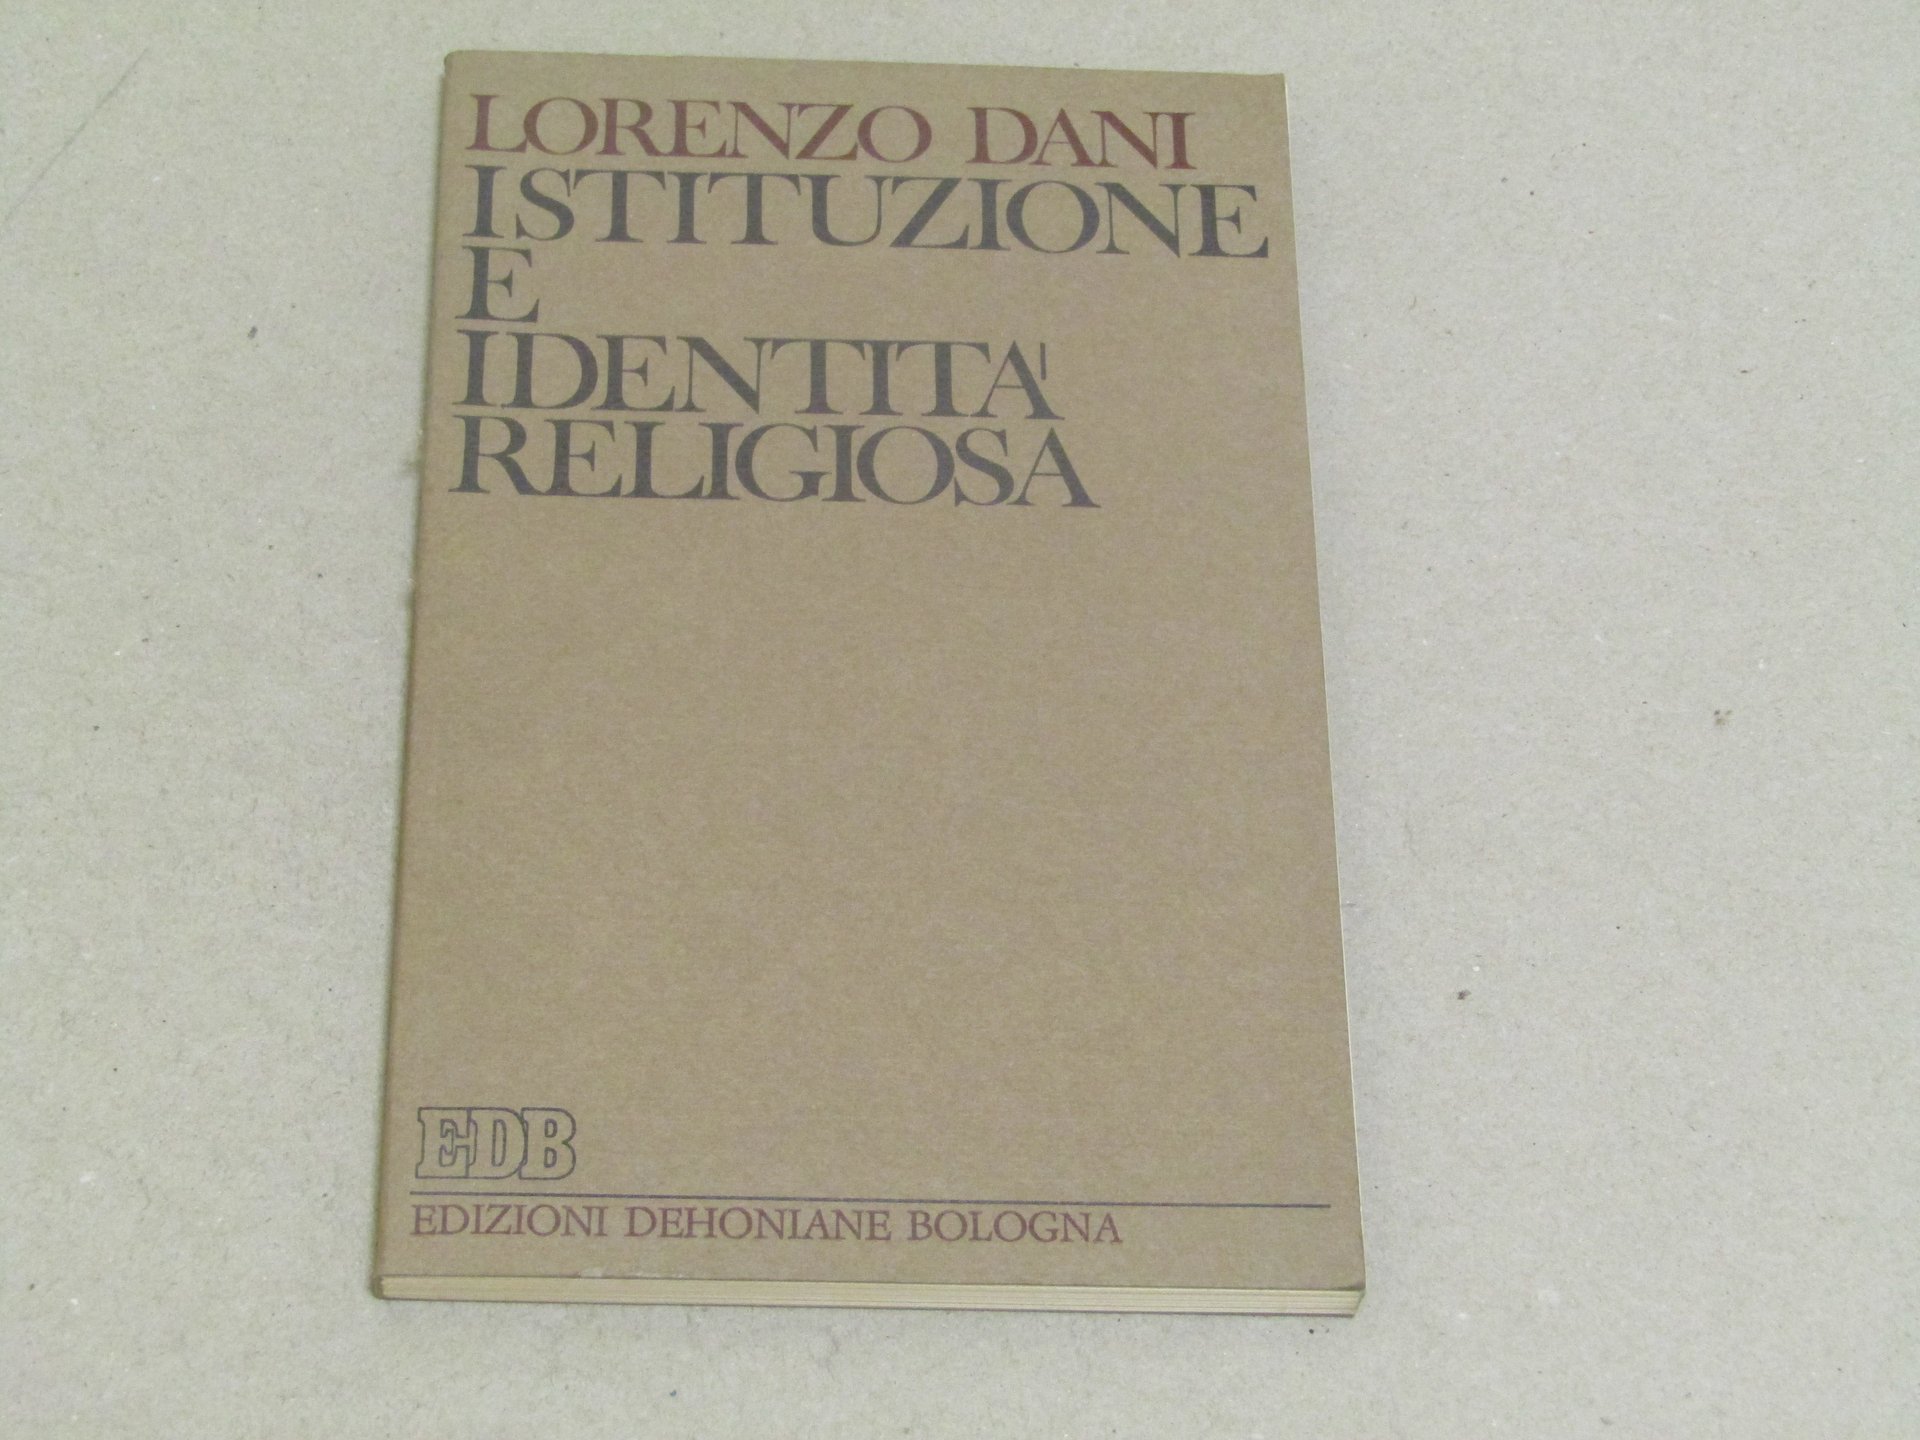 LORENZO DANI
ISTITUZIONE
E
IDENTITA'
RELIGIOSA
EDB
EDIZIONI DEHONIANE BOLOGNA